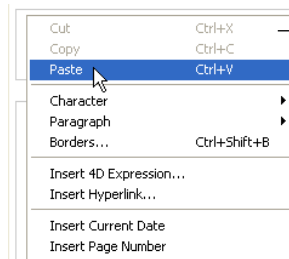 Cut Ctrl+X
Copy Ctrl+C
Paste Ctrl+V
Character
Paragraph
Borders... Ctrl+Shift+B
Insert 4D Expression...
Insert Hyperlink...
Insert Current Date
Insert Page Number